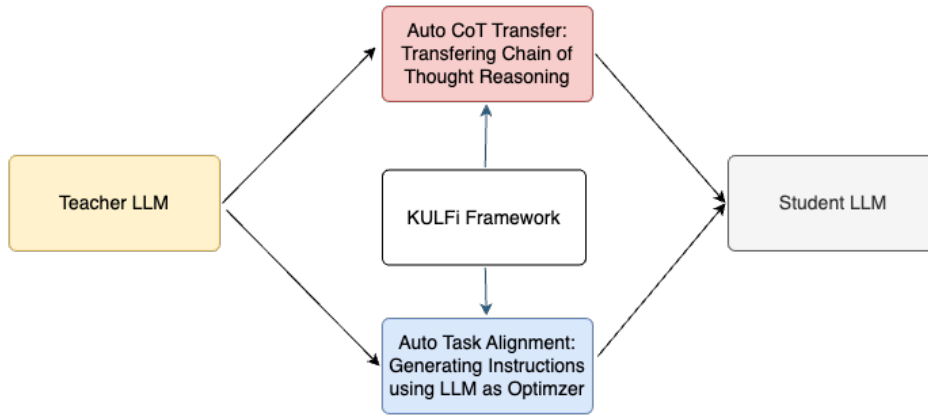 Auto CoT Transfer:
Transfering Chain of
Thought Reasoning
Teacher LLM
KULFi Framework
Student LLM
Auto Task Alignment:
Generating Instructions
using LLM as Optimzer